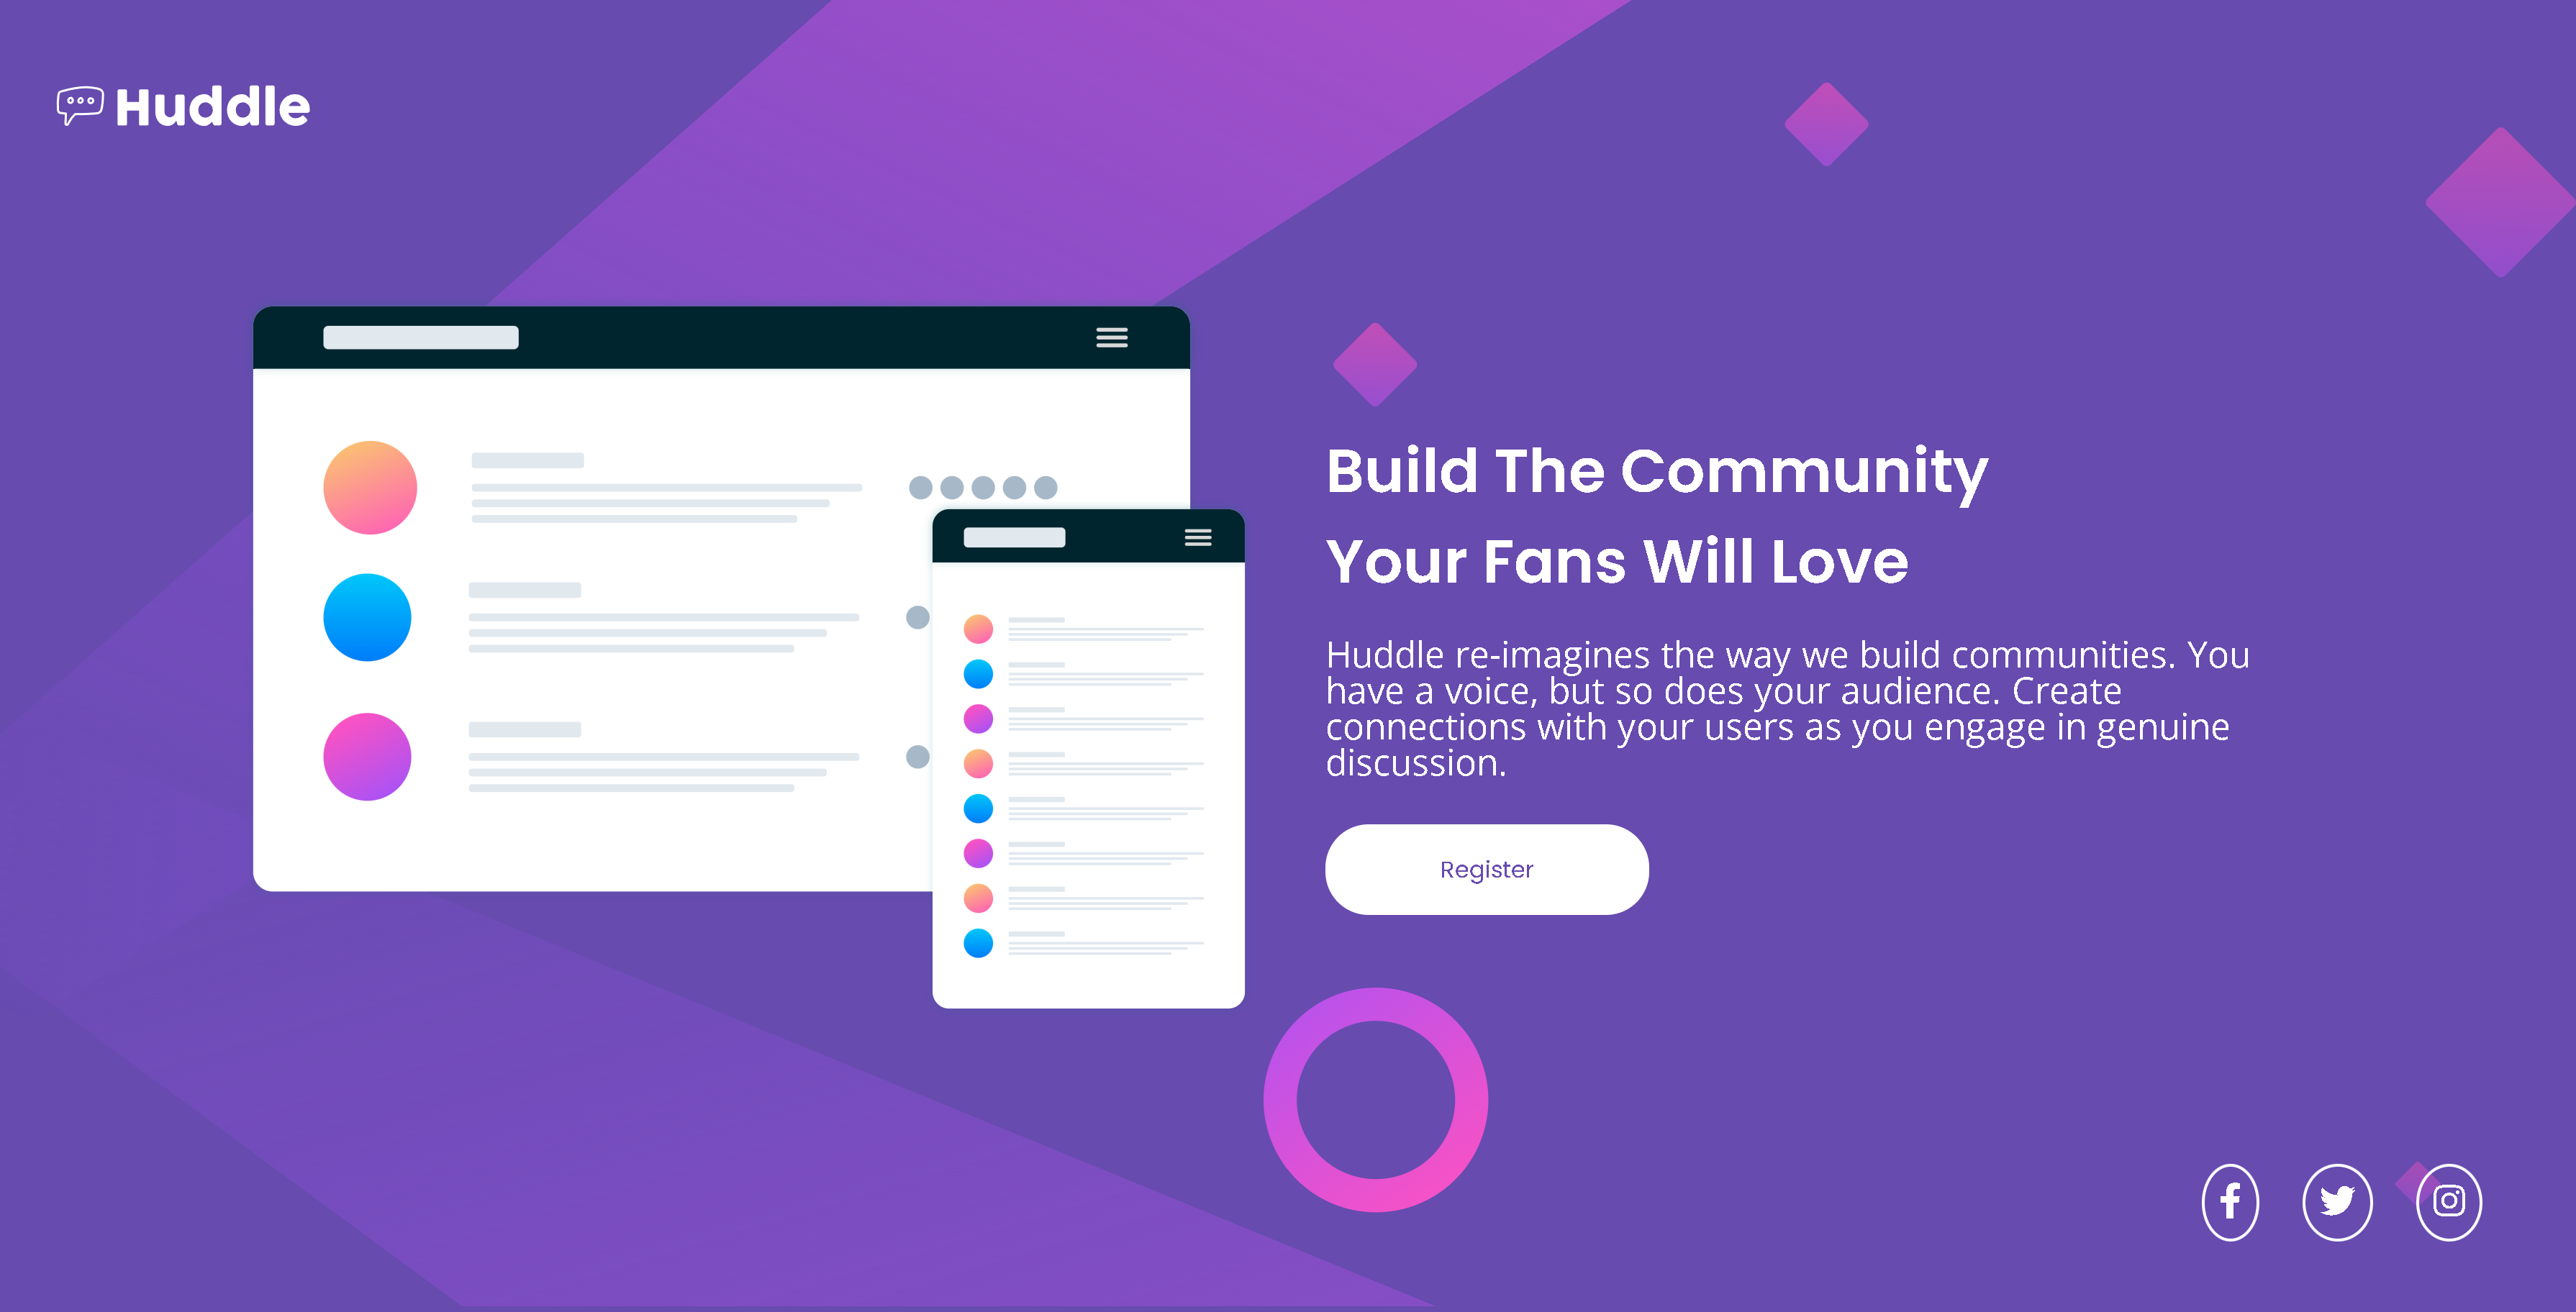 Huddle
Build The Community
Your Fans Will Love
Huddle re-imagines the way we build communities. You
have a voice, but so does your audience. Create
connections with your users as you engage in genuine
discussion.
Register